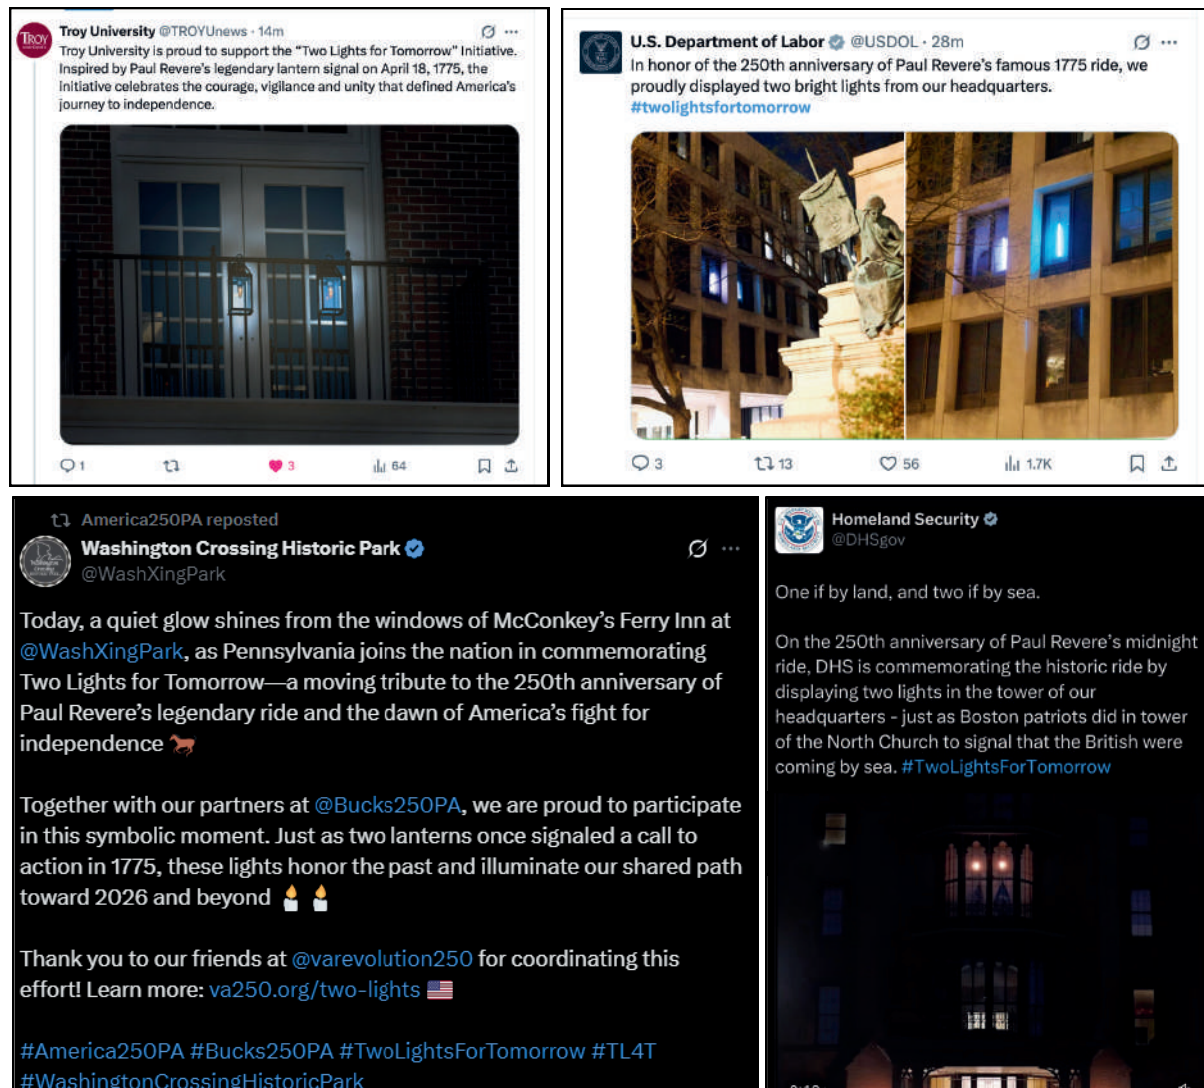 Troy University @TROYUnews · 14m
Troy University is proud to support the “Two Lights for Tomorrow” Initiative.
Inspired by Paul Revere’s legendary lantern signal on April 18, 1775, the
initiative celebrates the courage, vigilance and unity that defined America’s
journey to independence.
1 3 64
U.S. Department of Labor @USDOL · 28m
In honor of the 250th anniversary of Paul Revere’s famous 1775 ride, we
proudly displayed two bright lights from our headquarters.
#twolightsfortomorrow
3 13 56 1.7K
America250PA reposted
Washington Crossing Historic Park
@WashXingPark
Today, a quiet glow shines from the windows of McConkey’s Ferry Inn at
@WashXingPark, as Pennsylvania joins the nation in commemorating
Two Lights for Tomorrow—a moving tribute to the 250th anniversary of
Paul Revere’s legendary ride and the dawn of America’s fight for
independence 🐎
Together with our partners at @Bucks250PA, we are proud to participate
in this symbolic moment. Just as two lanterns once signaled a call to
action in 1775, these lights honor the past and illuminate our shared path
toward 2026 and beyond 🕯️ 🕯️
Thank you to our friends at @varevolution250 for coordinating this
effort! Learn more: va250.org/two-lights 🇺🇸
#America250PA #Bucks250PA #TwoLightsForTomorrow #TL4T
#WashingtonCrossingHistoricPark
Homeland Security
@DHSgov
One if by land, and two if by sea.
On the 250th anniversary of Paul Revere’s midnight
ride, DHS is commemorating the historic ride by
displaying two lights in the tower of our
headquarters - just as Boston patriots did in tower
of the North Church to signal that the British were
coming by sea. #TwoLightsForTomorrow